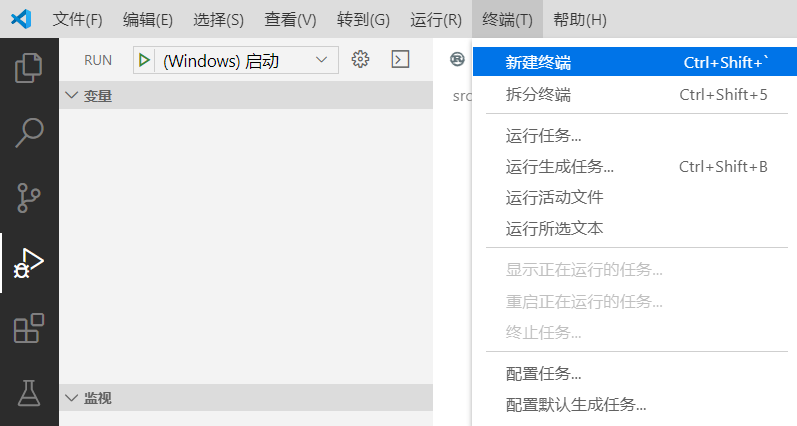 文件(F) 编辑(E) 选择(S) 查看(V) 转到(G) 运行(R) 终端(T) 帮助(H)
RUN (Windows) 启动
变量
监视
src
新建终端 Ctrl+Shift+`
拆分终端 Ctrl+Shift+5
运行任务...
运行生成任务... Ctrl+Shift+B
运行活动文件
运行所选文本
显示正在运行的任务...
重启正在运行的任务...
终止任务...
配置任务...
配置默认生成任务...